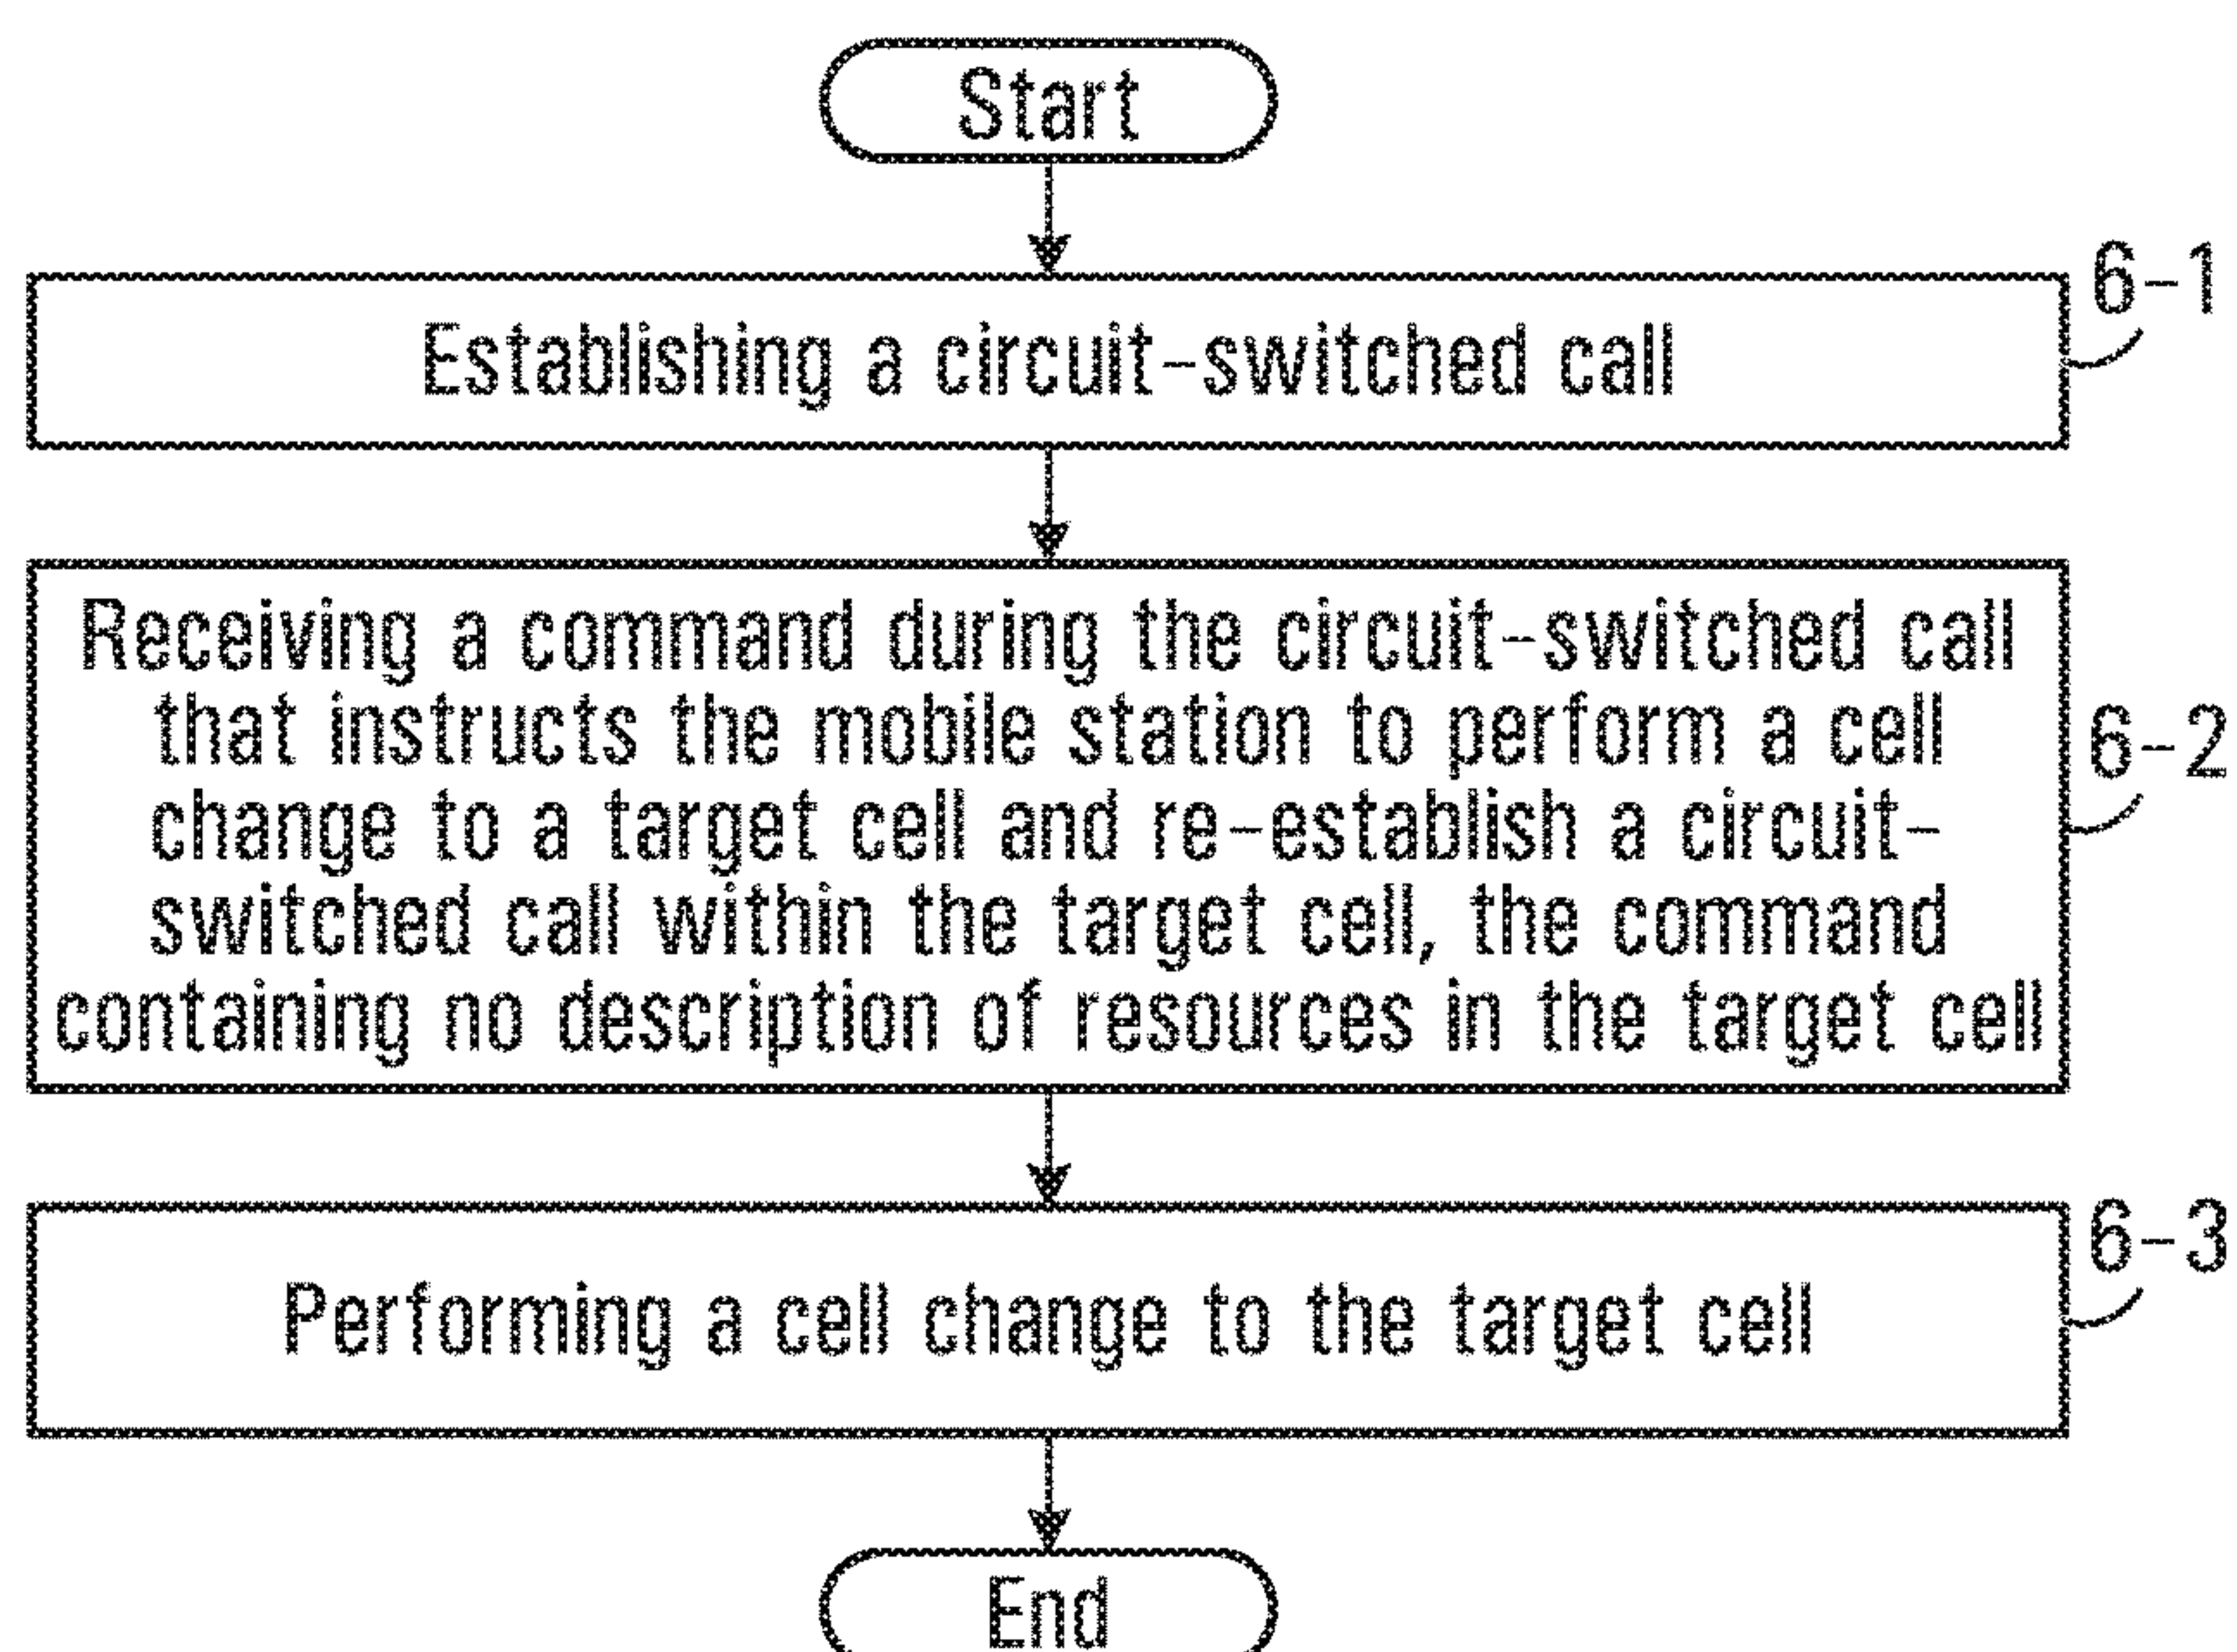 Start
6-1
Establishing a circuit-switched call
Receiving a command during the circuit-switched call
that instructs the mobile station to perform a cell
change to a target cell and re-establish a circuit-
switched call within the target cell, the command
containing no description of resources in the target cell
6-2
6-3
Performing a cell change to the target cell
End